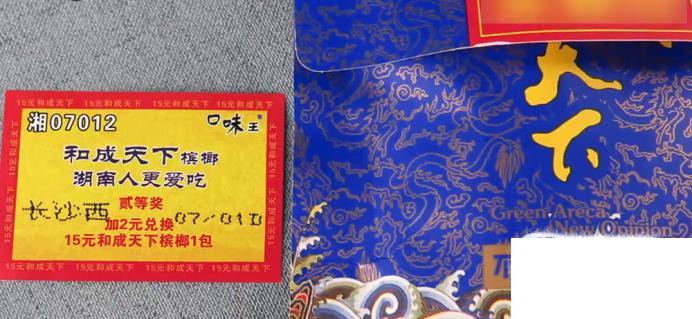 15元和成天下 15元和成天下 15元和成天下 15元和成天下
湘07012
口味王®
和成天下 槟榔
湖南人更爱吃
贰等奖
长沙西 07/01D
加2元兑换
15元和成天下槟榔1包
15元和成天下 15元和成天下 15元和成天下 15元和成天下
天
下
Green Areca
New Opinion